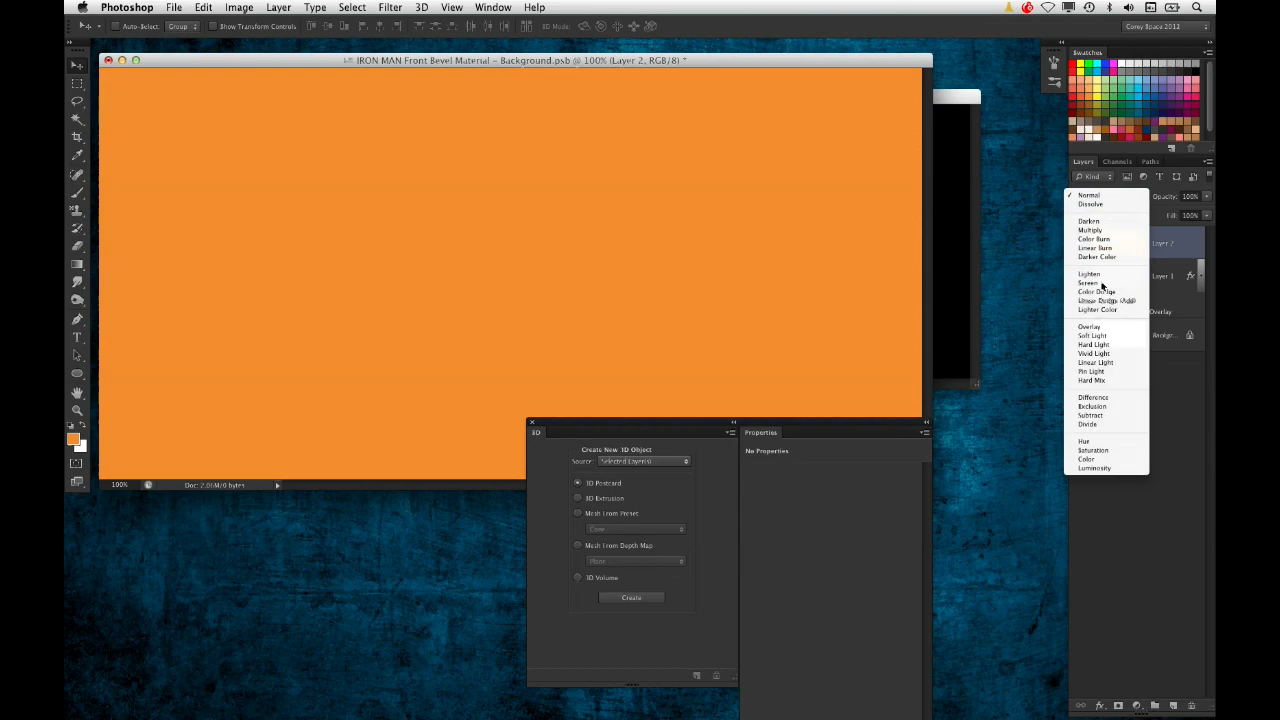 Photoshop File Edit Image Layer Type Select Filter 3D View Window Help
Auto-Select: Group Show Transform Controls 3D Mode: Corey Space 2012
IRON MAN Front Bevel Material - Background.psb @ 100% (Layer 2, RGB/8) *
Swatches
Layers Channels Paths
Kind
Normal
Opacity: 100%
Dissolve
Fill: 100%
Darken
Multiply
Color Burn
Linear Burn
Darker Color
Layer 2
Lighten
Screen
Color Dodge
Linear Dodge (Add)
Lighter Color
Layer 1 fx
Overlay
Overlay
Soft Light
Hard Light
Vivid Light
Linear Light
Pin Light
Hard Mix
Backgr...
Difference
Exclusion
Subtract
Divide
Hue
Saturation
Color
Luminosity
100% Doc: 2.05M/0 bytes
3D
Create New 3D Object
Source: Selected Layer(s)
3D Postcard
3D Extrusion
Mesh From Preset
Cone
Mesh From Depth Map
Plane
3D Volume
Create
Properties
No Properties